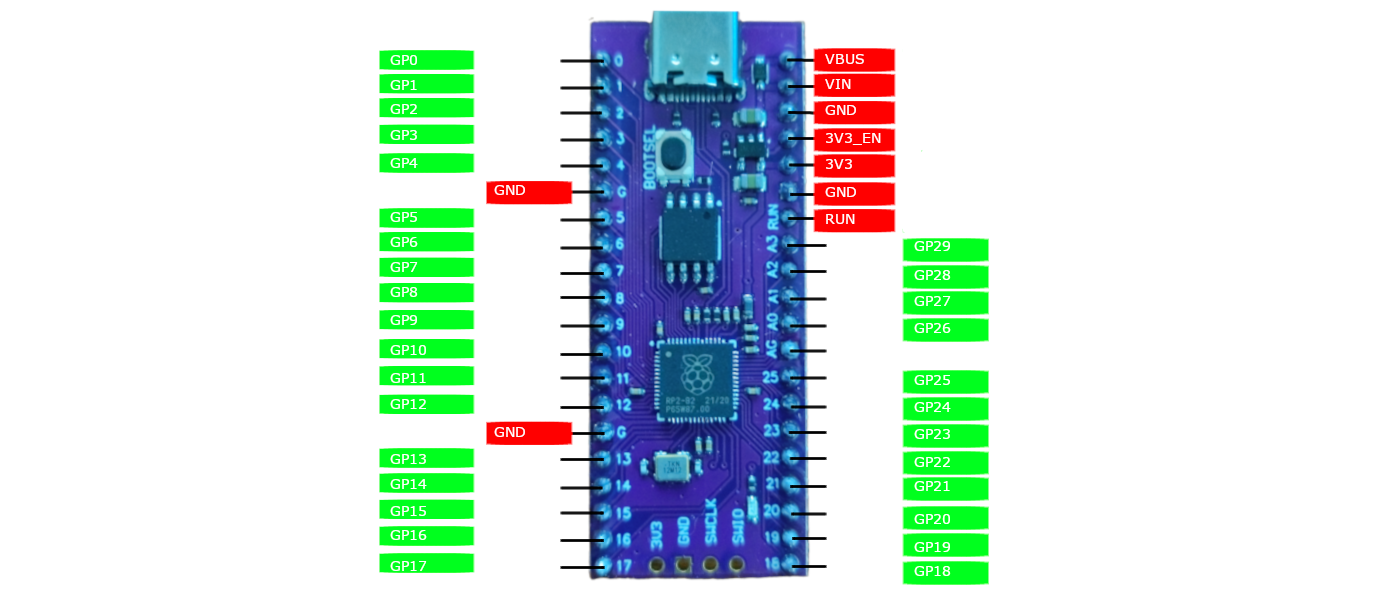 GP0
GP1
GP2
GP3
GP4
GND
GP5
GP6
GP7
GP8
GP9
GP10
GP11
GP12
GND
GP13
GP14
GP15
GP16
GP17
0
1
2
3
4
G
5
6
7
8
9
10
11
12
G
13
14
15
16
17
BOOTSEL
RP2-B2 21/20
P65W87.00
3V3
GND
SWCLK
SWIO
RUN
A3
A2
A1
A0
AG
25
24
23
22
21
20
19
18
VBUS
VIN
GND
3V3_EN
3V3
GND
RUN
GP29
GP28
GP27
GP26
GP25
GP24
GP23
GP22
GP21
GP20
GP19
GP18